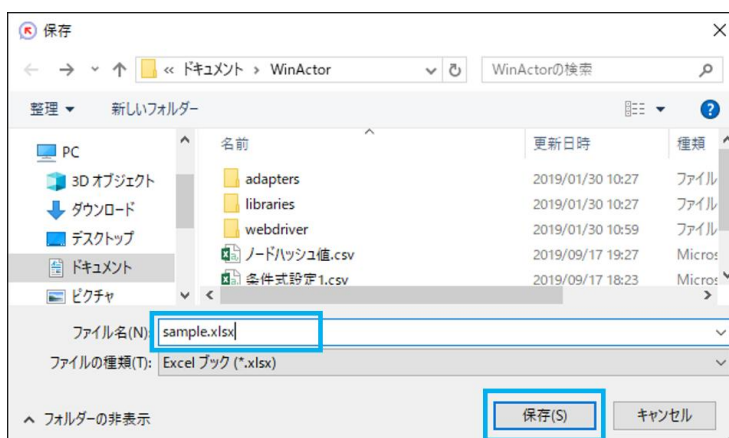 保存
« ドキュメント > WinActor
WinActorの検索
整理 新しいフォルダー
PC
3D オブジェクト
ダウンロード
デスクトップ
ドキュメント
ピクチャ
名前 更新日時 種類
adapters 2019/01/30 10:27 ファイル
libraries 2019/01/30 10:27 ファイル
webdriver 2019/01/30 10:59 ファイル
ノードハッシュ値.csv 2019/09/17 19:27 Micros
条件式設定1.csv 2019/09/17 18:23 Micros
ファイル名(N): sample.xlsx
ファイルの種類(T): Excel ブック (*.xlsx)
フォルダーの非表示
保存(S) キャンセル